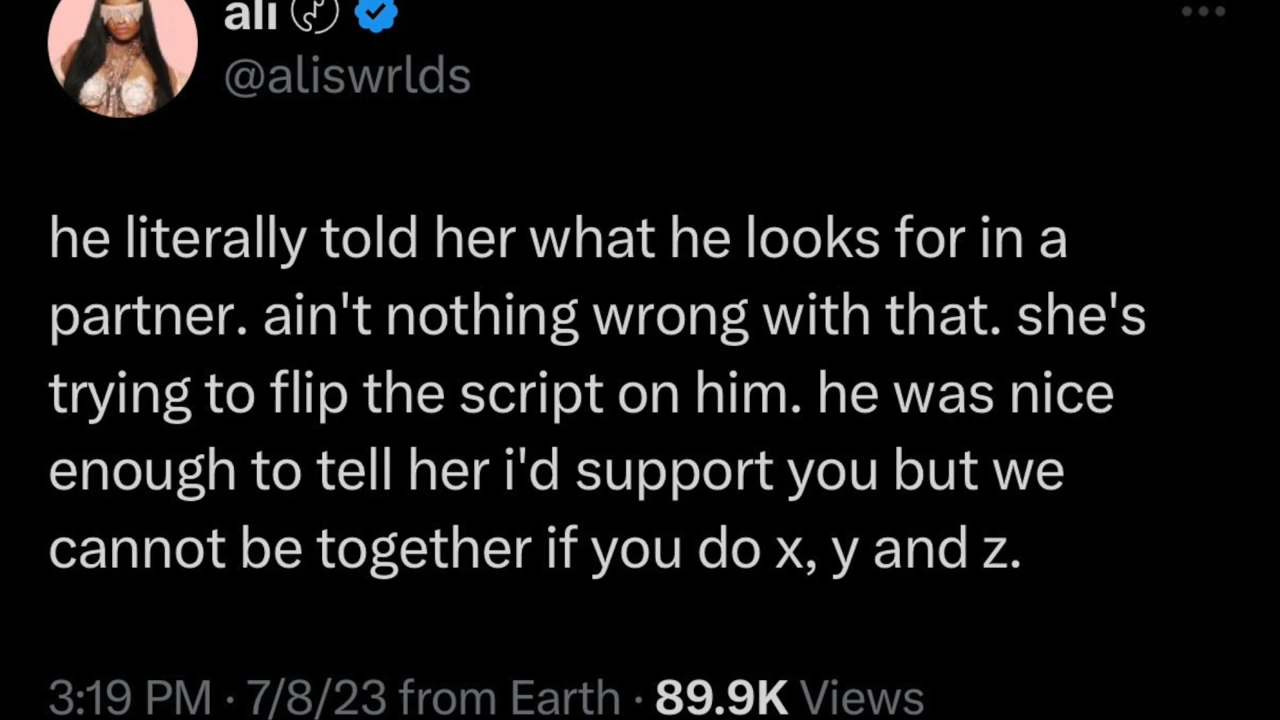 ali
@aliswrlds
he literally told her what he looks for in a
partner. ain't nothing wrong with that. she's
trying to flip the script on him. he was nice
enough to tell her i'd support you but we
cannot be together if you do x, y and z.
3:19 PM · 7/8/23 from Earth · 89.9K Views